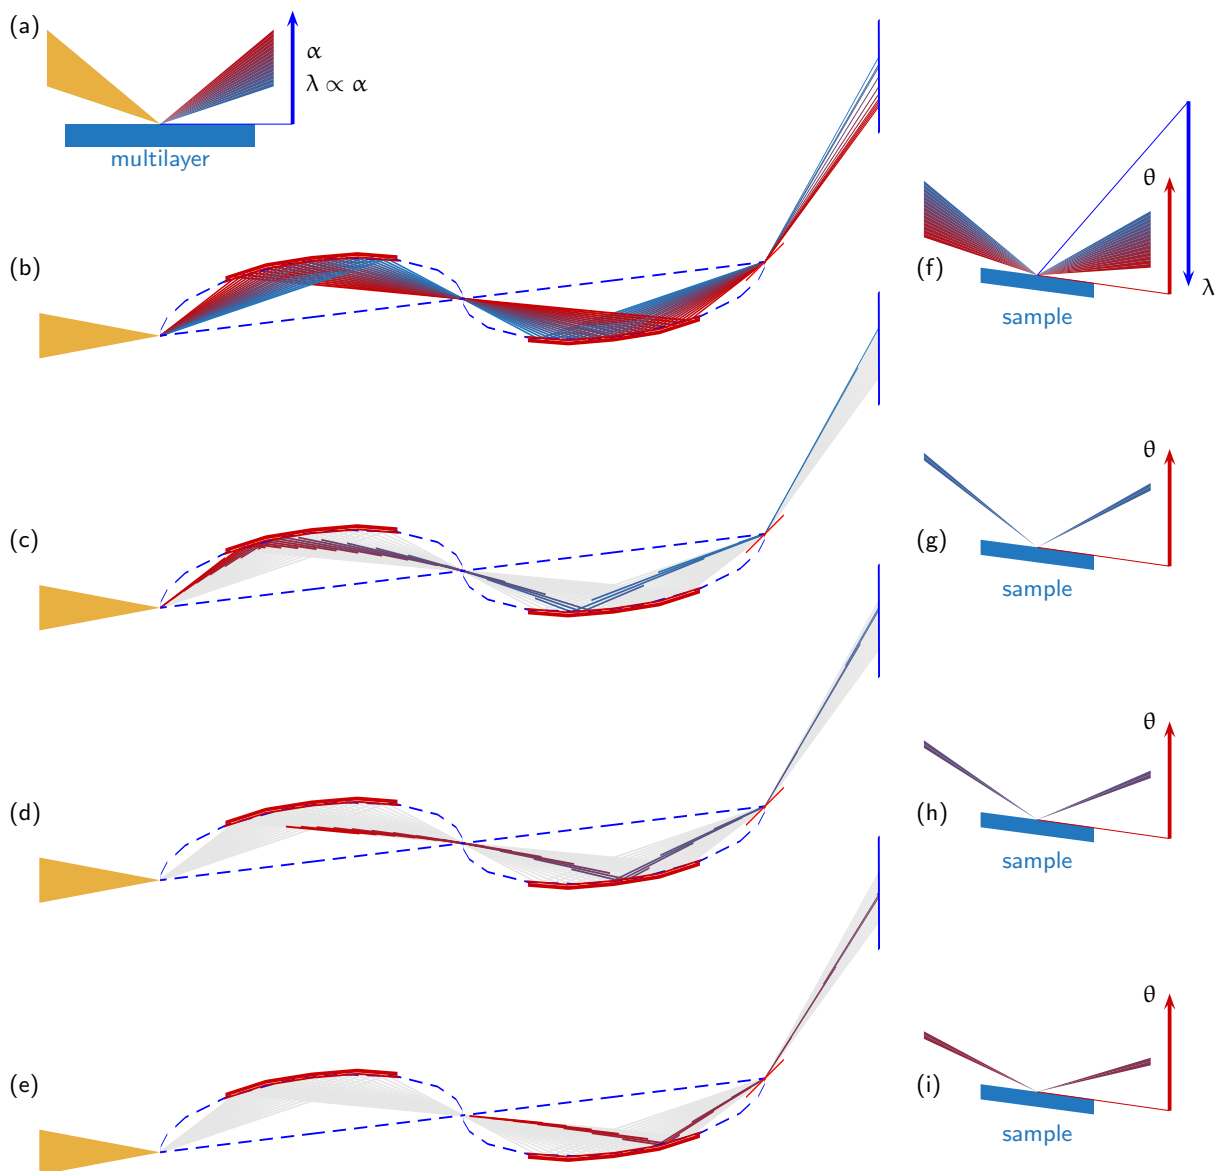 (a)
α
λ ∝ α
multilayer
(b)
(f)
θ
λ
sample
(c)
(g)
θ
sample
(d)
(h)
θ
sample
(e)
(i)
θ
sample